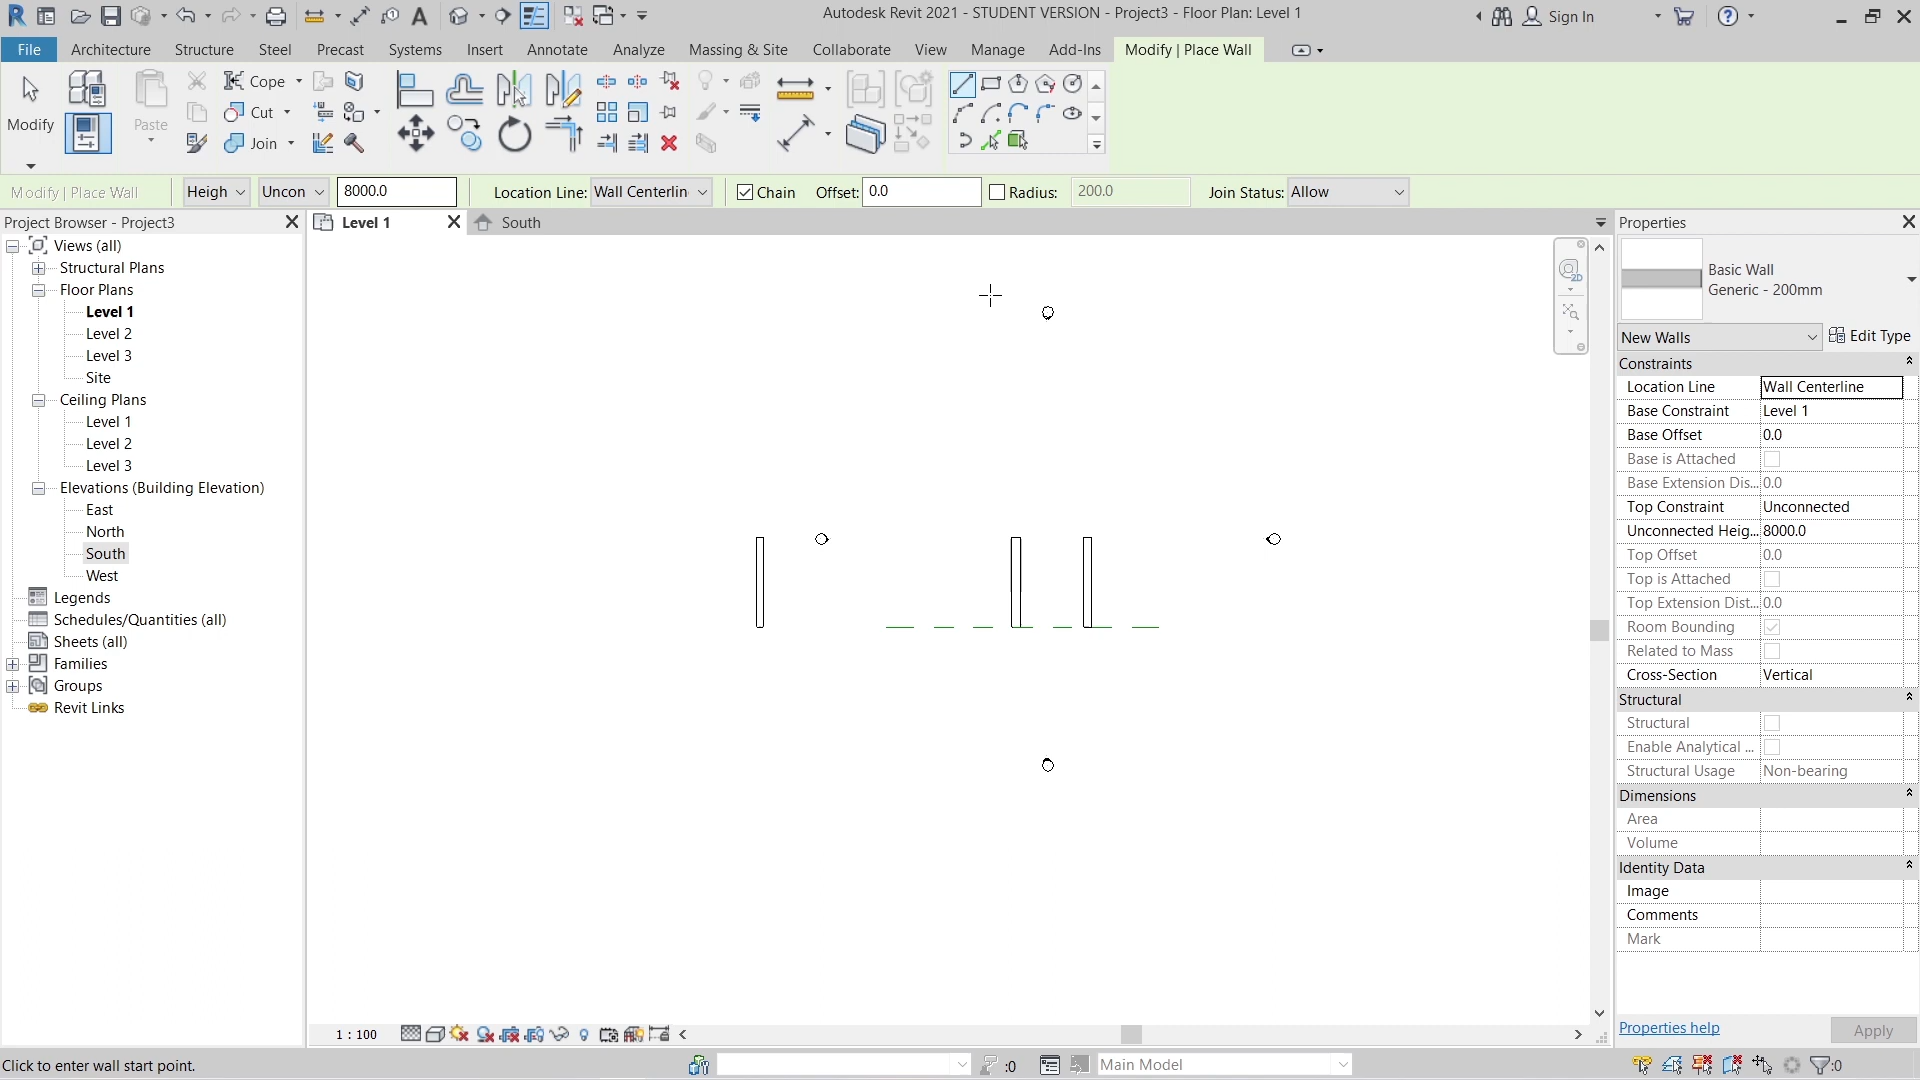 Autodesk Revit 2021 - STUDENT VERSION - Project3 - Floor Plan: Level 1
Sign In
File
Architecture
Structure
Steel
Precast
Systems
Insert
Annotate
Analyze
Massing & Site
Collaborate
View
Manage
Add-Ins
Modify | Place Wall
Modify
Paste
Cope
Cut
Join
Modify | Place Wall
Heigh
Uncon
8000.0
Location Line: Wall Centerlin
Chain
Offset: 0.0
Radius: 200.0
Join Status: Allow
Project Browser - Project3
Level 1
South
Properties
Views (all)
Structural Plans
Floor Plans
Level 1
Level 2
Level 3
Site
Ceiling Plans
Level 1
Level 2
Level 3
Elevations (Building Elevation)
East
North
South
West
Legends
Schedules/Quantities (all)
Sheets (all)
Families
Groups
Revit Links
2D
Basic Wall
Generic - 200mm
New Walls
Edit Type
Constraints
Location Line Wall Centerline
Base Constraint Level 1
Base Offset 0.0
Base is Attached
Base Extension Dis... 0.0
Top Constraint Unconnected
Unconnected Heig... 8000.0
Top Offset 0.0
Top is Attached
Top Extension Dist... 0.0
Room Bounding
Related to Mass
Cross-Section Vertical
Structural
Structural
Enable Analytical ...
Structural Usage Non-bearing
Dimensions
Area
Volume
Identity Data
Image
Comments
Mark
Properties help
Apply
1 : 100
Click to enter wall start point.
:0
Main Model
:0